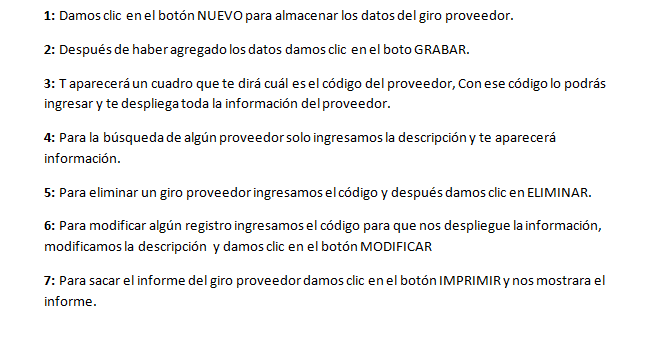 1: Damos clic en el botón NUEVO para almacenar los datos del giro proveedor.
2: Después de haber agregado los datos damos clic en el boto GRABAR.
3: T aparecerá un cuadro que te dirá cuál es el código del proveedor, Con ese código lo podrás
ingresar y te despliega toda la información del proveedor.
4: Para la búsqueda de algún proveedor solo ingresamos la descripción y te aparecerá
información.
5: Para eliminar un giro proveedor ingresamos el código y después damos clic en ELIMINAR.
6: Para modificar algún registro ingresamos el código para que nos despliegue la información,
modificamos la descripción  y damos clic en el botón MODIFICAR
7: Para sacar el informe del giro proveedor damos clic en el botón IMPRIMIR y nos mostrara el
informe.